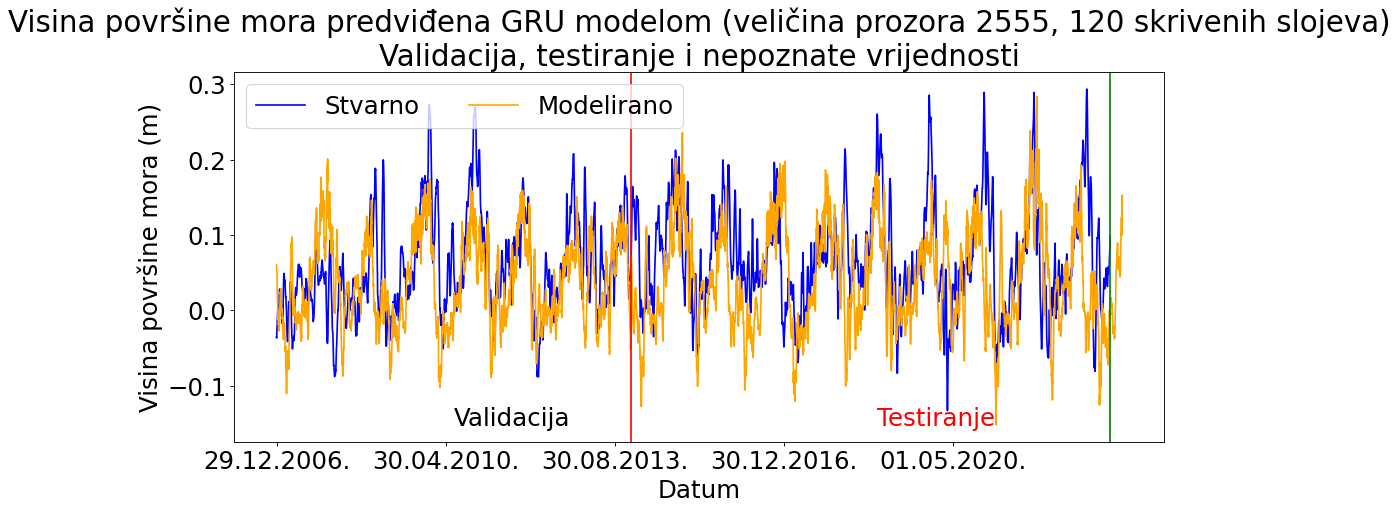 Visina površine mora predviđena GRU modelom (veličina prozora 2555, 120 skrivenih slojeva)
Validacija, testiranje i nepoznate vrijednosti
Stvarno
Modelirano
Visina površine mora (m)
0.3
0.2
0.1
0.0
−0.1
Validacija
Testiranje
29.12.2006.
30.04.2010.
30.08.2013.
30.12.2016.
01.05.2020.
Datum